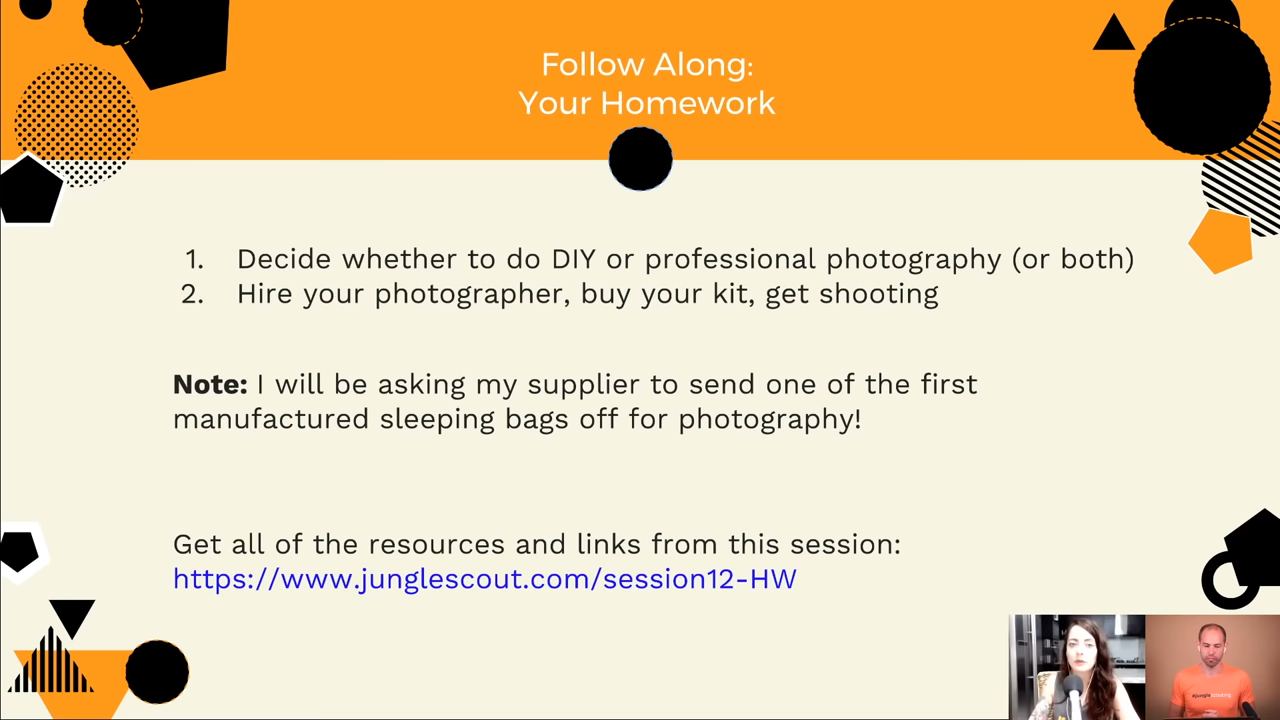 Follow Along:
Your Homework
1. Decide whether to do DIY or professional photography (or both)
2. Hire your photographer, buy your kit, get shooting
Note: I will be asking my supplier to send one of the first
manufactured sleeping bags off for photography!
Get all of the resources and links from this session:
https://www.junglescout.com/session12-HW